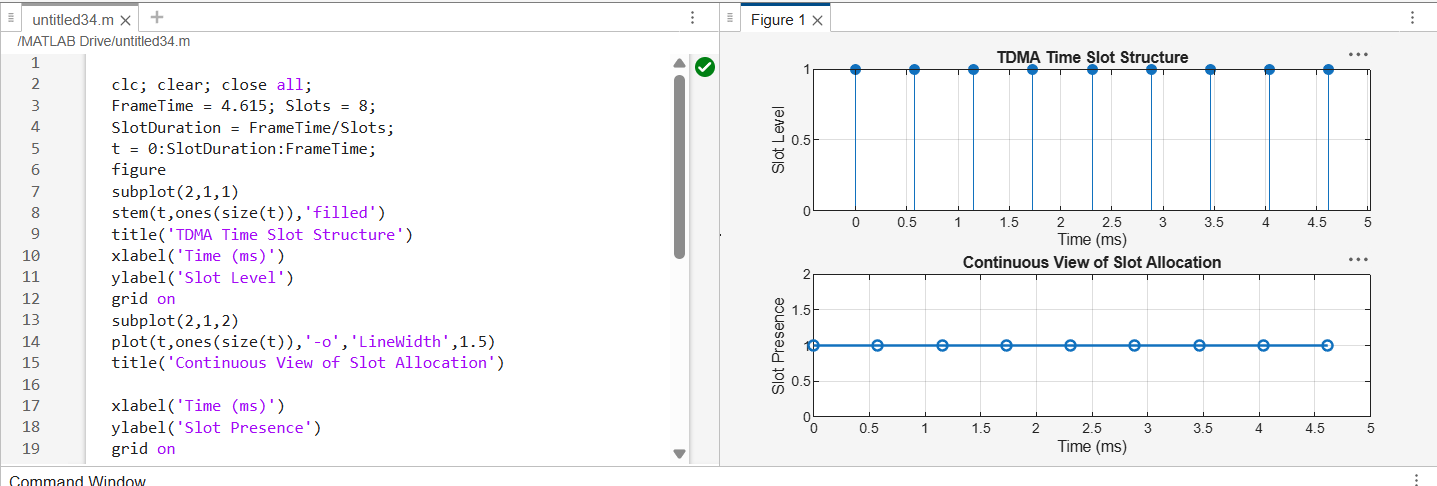 untitled34.m
/MATLAB Drive/untitled34.m
1
2 clc; clear; close all;
3 FrameTime = 4.615; Slots = 8;
4 SlotDuration = FrameTime/Slots;
5 t = 0:SlotDuration:FrameTime;
6 figure
7 subplot(2,1,1)
8 stem(t,ones(size(t)),'filled')
9 title('TDMA Time Slot Structure')
10 xlabel('Time (ms)')
11 ylabel('Slot Level')
12 grid on
13 subplot(2,1,2)
14 plot(t,ones(size(t)),'-o','LineWidth',1.5)
15 title('Continuous View of Slot Allocation')
16
17 xlabel('Time (ms)')
18 ylabel('Slot Presence')
19 grid on
Command Window
Figure 1
TDMA Time Slot Structure
Slot Level
1
0.5
0
0 0.5 1 1.5 2 2.5 3 3.5 4 4.5 5
Time (ms)
Continuous View of Slot Allocation
Slot Presence
2
1.5
1
0.5
0
0 0.5 1 1.5 2 2.5 3 3.5 4 4.5 5
Time (ms)